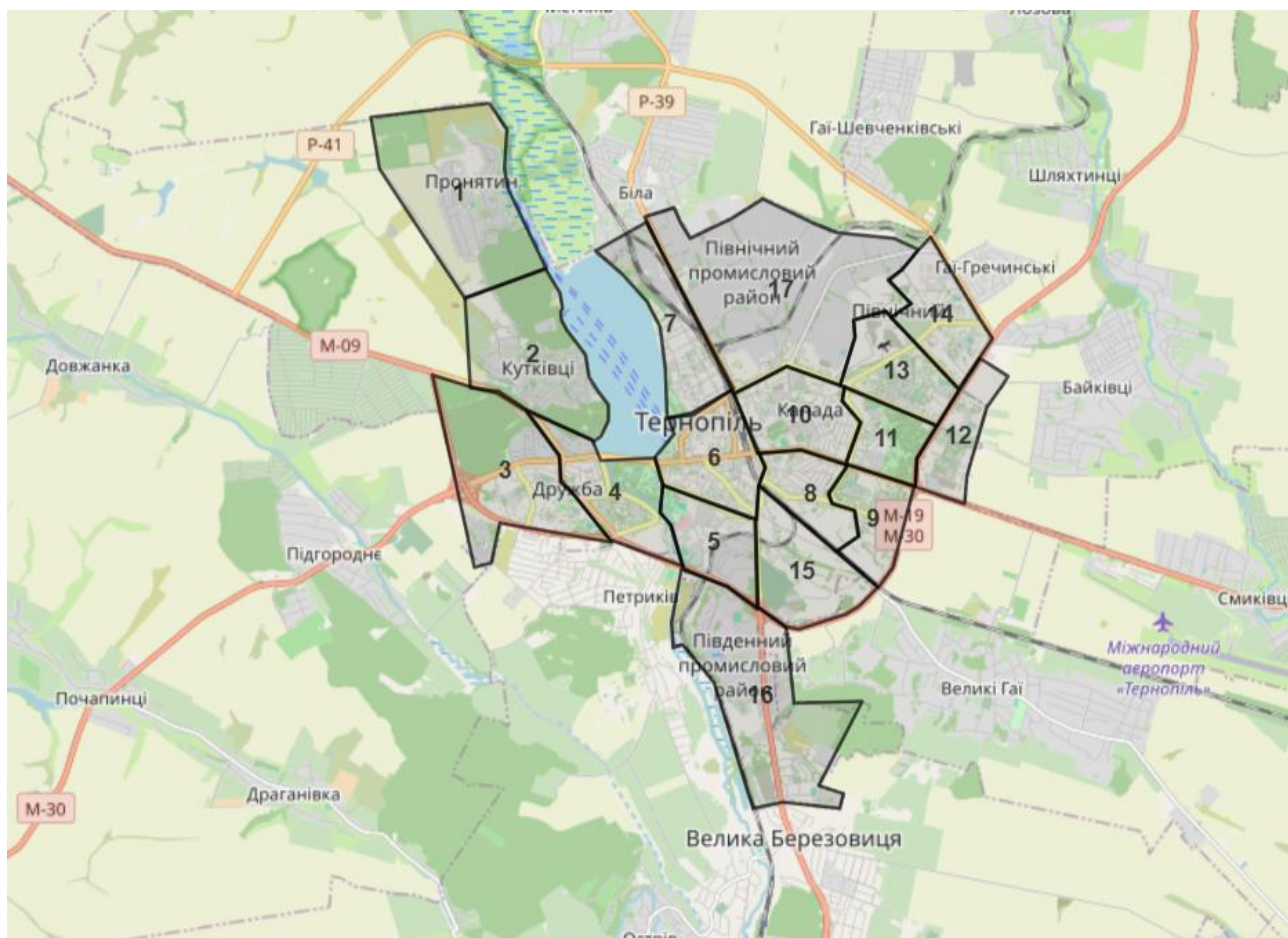 Лозова
Р-39
Гаї-Шевченківські
Р-41
Шляхтинці
Пронятин
1
Біла
Північний
промисловий
район
17
Гаї-Гречинські
7
14
М-09
Довжанка
2
Кутківці
13
Байківці
Тернопіль
10
11
12
6
3
Дружба
4
8
9
М-19
М-30
Підгороднє
5
15
Петриків
Смиківці
Південний
промисловий
район
16
Міжнародний
аеропорт
«Тернопіль»
Великі Гаї
Почапинці
Драганівка
М-30
Велика Березовиця
Острів